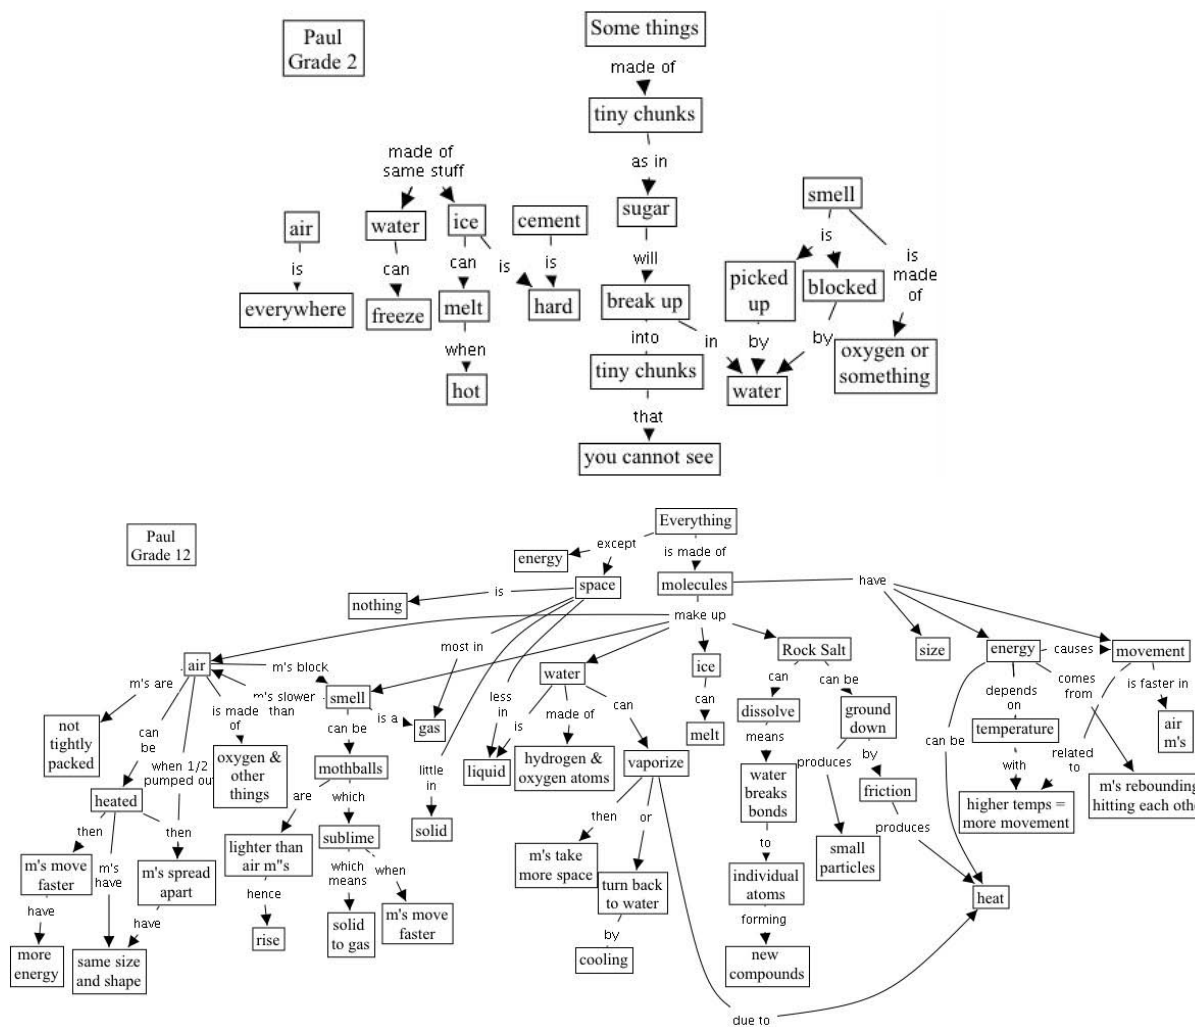 Paul
Grade 2
Some things
made of
tiny chunks
as in
made of
same stuff
smell
air
water
ice
cement
sugar
is
is
made
of
is
can
can
is
is
will
picked
up
blocked
everywhere
freeze
melt
hard
break up
when
into
in
by
by
oxygen or
something
hot
tiny chunks
water
that
you cannot see
Paul
Grade 12
Everything
except
is made of
energy
space
molecules
have
is
nothing
make up
most in
air
m's block
smell
water
ice
Rock Salt
size
energy
causes
movement
m's are
m's slower
than
is made
of
is a
gas
less
in
is
made of
can
can
can
can be
depends
on
comes
from
is faster in
not
tightly
packed
can
be
when 1/2
pumped out
oxygen &
other
things
can be
mothballs
liquid
hydrogen &
oxygen atoms
vaporize
melt
dissolve
means
ground
down
by
produces
can be
temperature
with
related
to
air
m's
heated
are
which
little
in
solid
water
breaks
bonds
friction
produces
higher temps =
more movement
m's rebounding
hitting each othe
then
m's
have
then
lighter than
air m"s
sublime
which
means
when
then
or
to
small
particles
m's move
faster
m's spread
apart
hence
m's take
more space
turn back
to water
individual
atoms
heat
have
have
rise
solid
to gas
m's move
faster
by
forming
more
energy
same size
and shape
cooling
new
compounds
due to